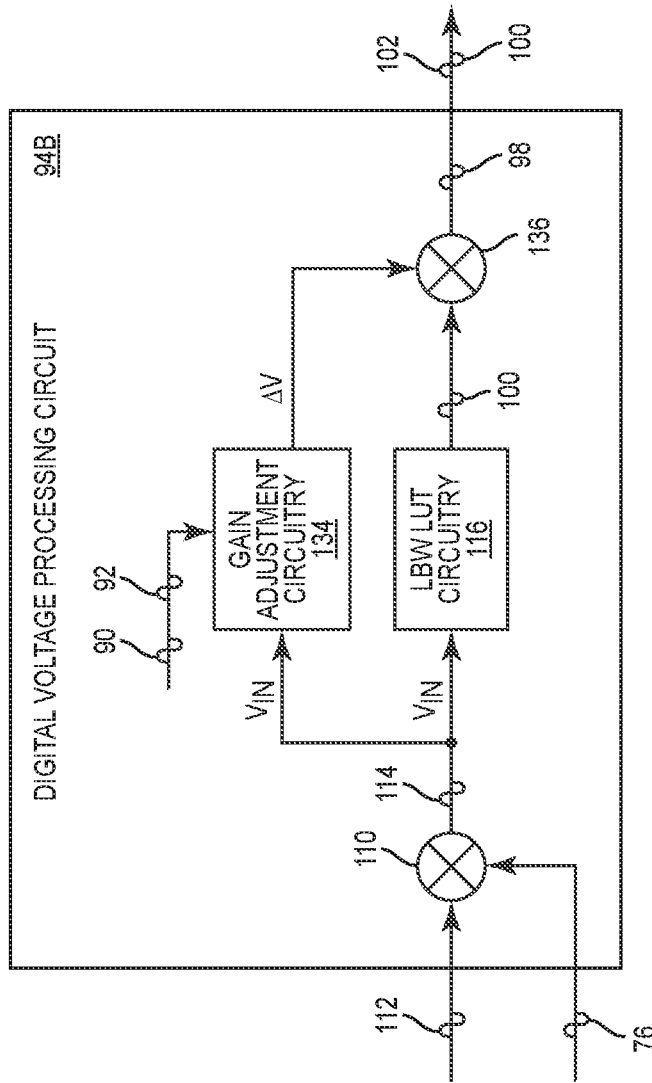 DIGITAL VOLTAGE PROCESSING CIRCUIT
94B
90
92
GAIN
ADJUSTMENT
CIRCUITRY
134
ΔV
VIN
VIN
LBW LUT
CIRCUITRY
116
112
76
110
114
100
136
98
102
100